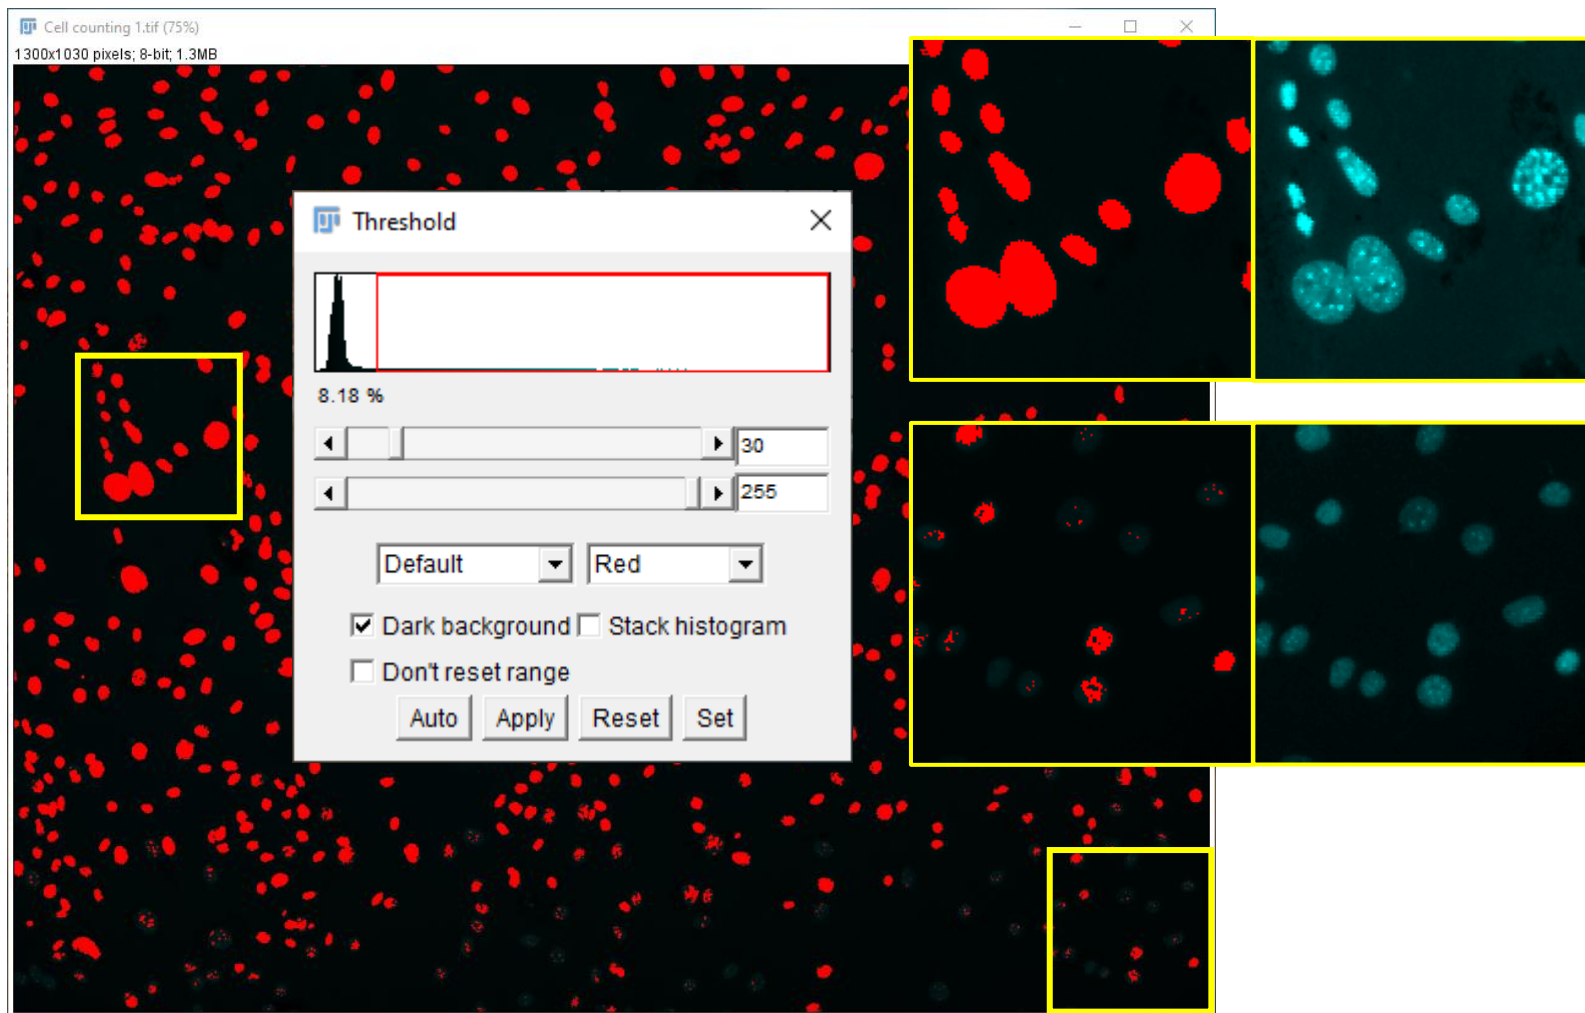 Cell counting 1.tif (75%)
1300x1030 pixels; 8-bit; 1.3MB
Threshold
8.18 %
30
255
Default
Red
Dark background
Stack histogram
Don't reset range
Auto
Apply
Reset
Set